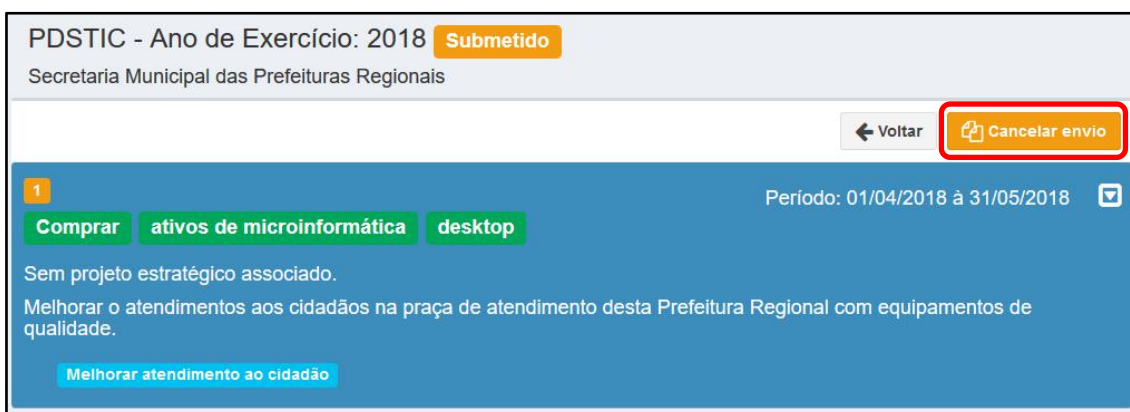 PDSTIC - Ano de Exercício: 2018 Submetido
Secretaria Municipal das Prefeituras Regionais
Voltar Cancelar envio
1
Período: 01/04/2018 à 31/05/2018
Comprar ativos de microinformática desktop
Sem projeto estratégico associado.
Melhorar o atendimentos aos cidadãos na praça de atendimento desta Prefeitura Regional com equipamentos de
qualidade.
Melhorar atendimento ao cidadão